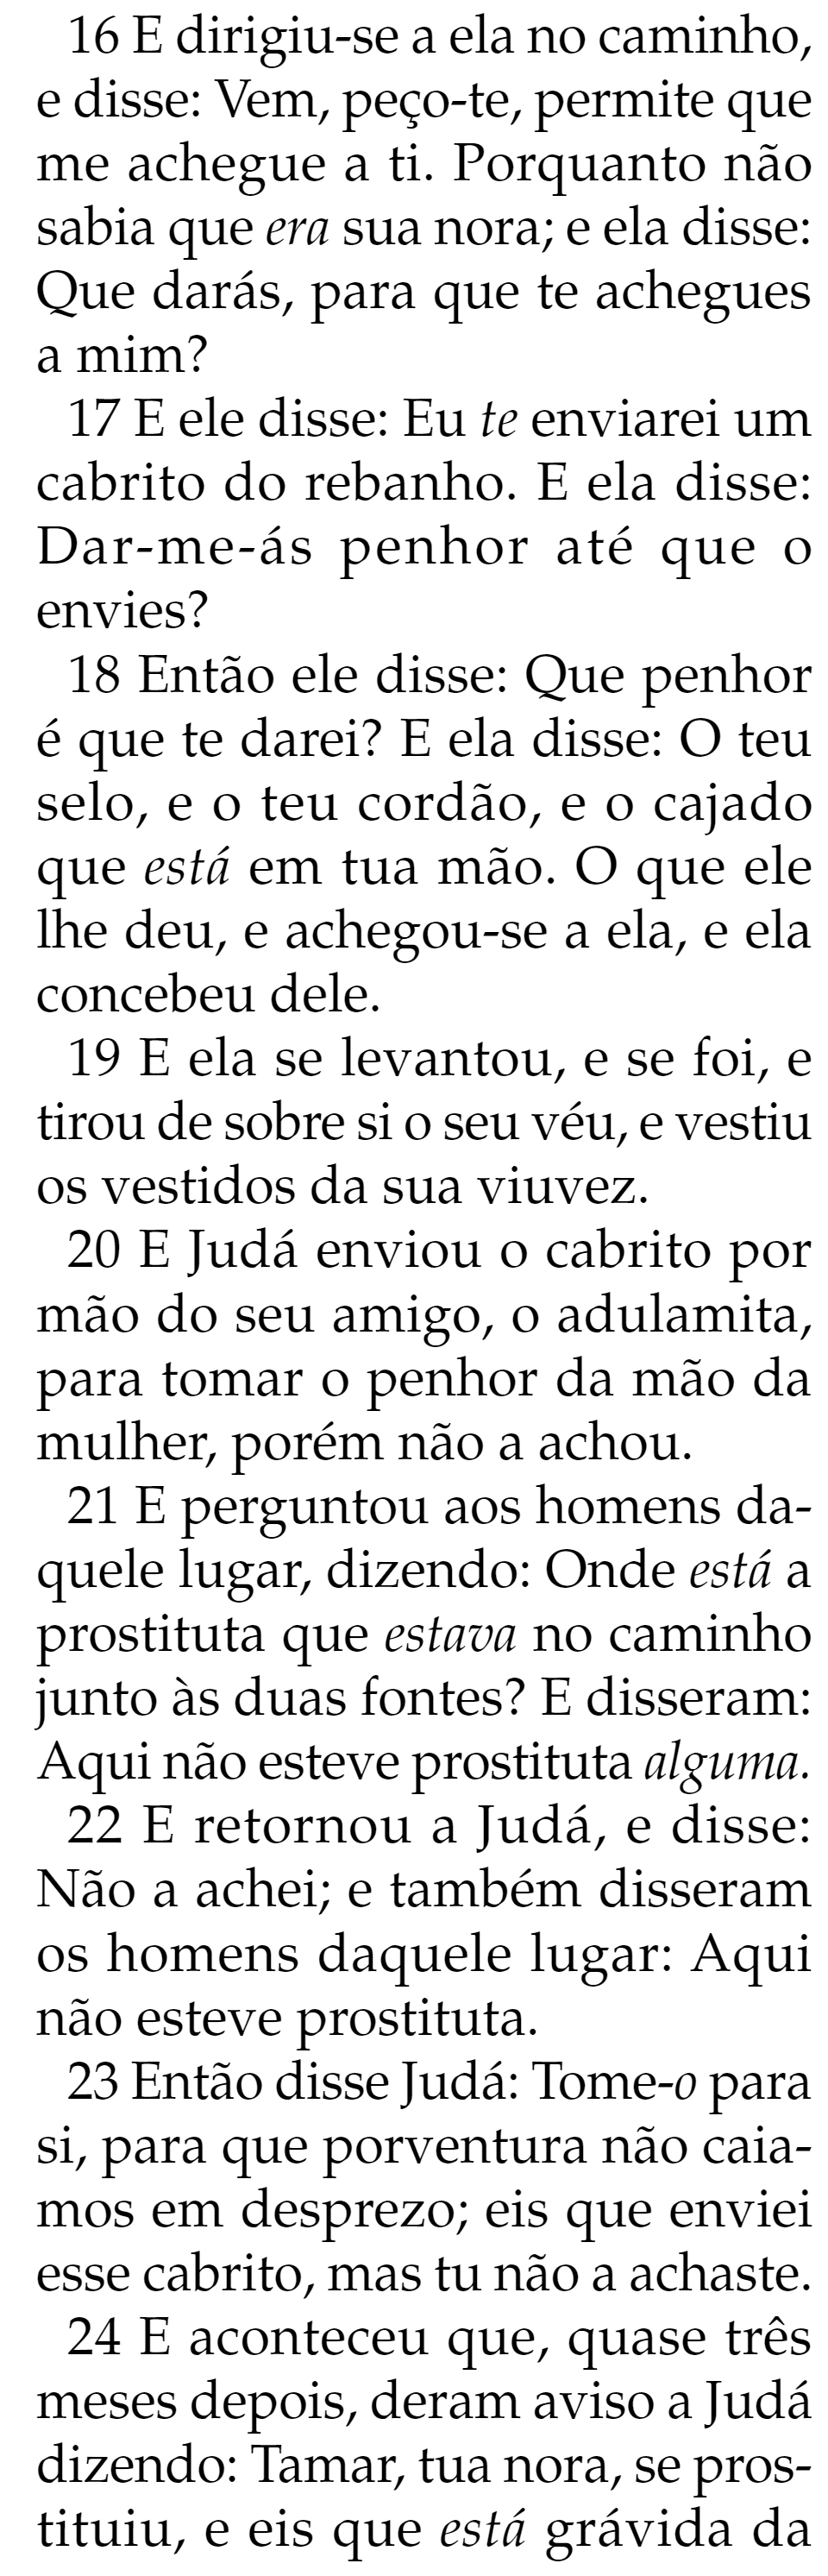 16 E dirigiu-se a ela no caminho,
e disse: Vem, peço-te, permite que
me achegue a ti. Porquanto não
sabia que era sua nora; e ela disse:
Que darás, para que te achegues
a mim?
17 E ele disse: Eu te enviarei um
cabrito do rebanho. E ela disse:
Dar-me-ás penhor até que o
envies?
18 Então ele disse: Que penhor
é que te darei? E ela disse: O teu
selo, e o teu cordão, e o cajado
que está em tua mão. O que ele
lhe deu, e achegou-se a ela, e ela
concebeu dele.
19 E ela se levantou, e se foi, e
tirou de sobre si o seu véu, e vestiu
os vestidos da sua viuvez.
20 E Judá enviou o cabrito por
mão do seu amigo, o adulamita,
para tomar o penhor da mão da
mulher, porém não a achou.
21 E perguntou aos homens da-
quele lugar, dizendo: Onde está a
prostituta que estava no caminho
junto às duas fontes? E disseram:
Aqui não esteve prostituta alguma.
22 E retornou a Judá, e disse:
Não a achei; e também disseram
os homens daquele lugar: Aqui
não esteve prostituta.
23 Então disse Judá: Tome-o para
si, para que porventura não caia-
mos em desprezo; eis que enviei
esse cabrito, mas tu não a achaste.
24 E aconteceu que, quase três
meses depois, deram aviso a Judá
dizendo: Tamar, tua nora, se pros-
tituiu, e eis que está grávida da